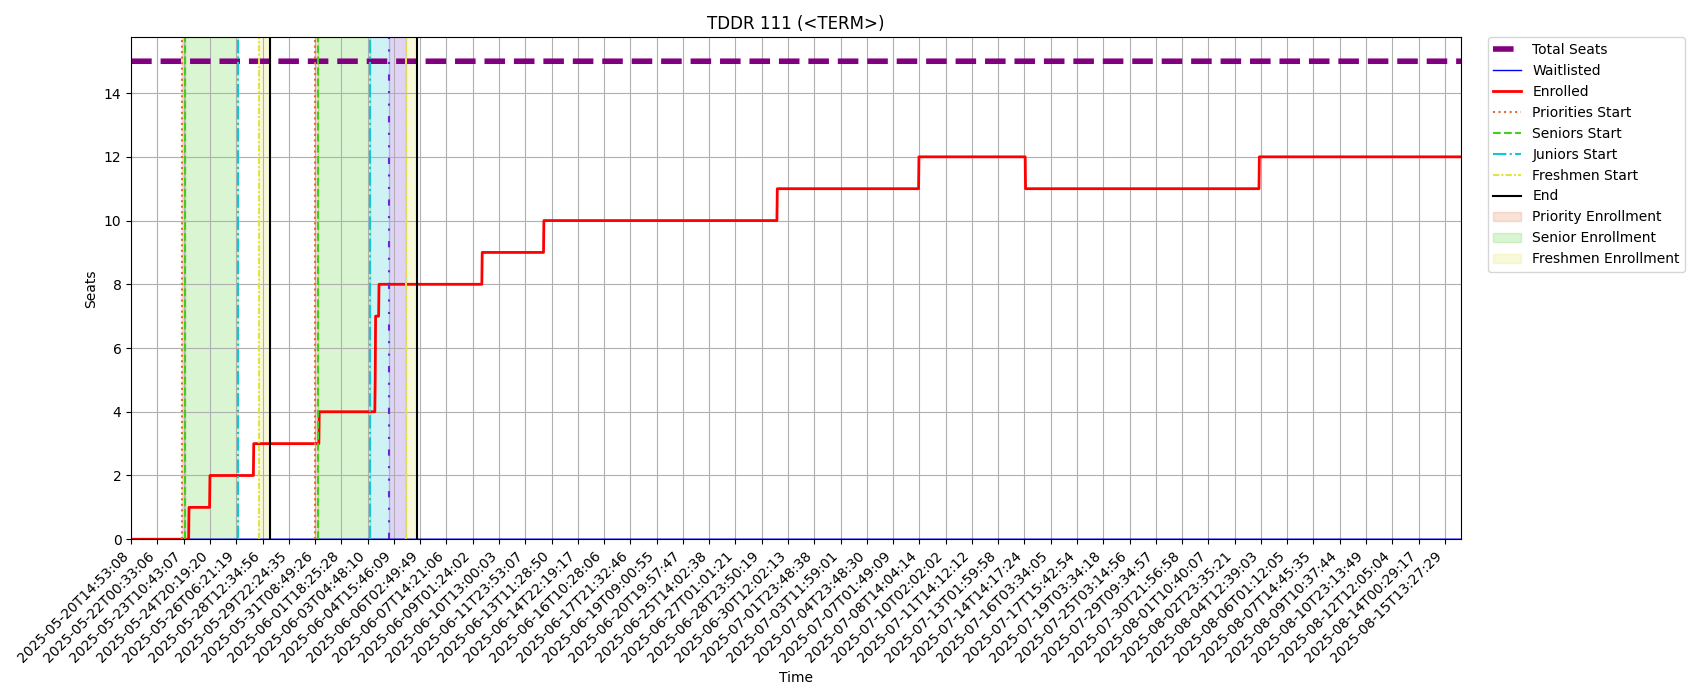 TDDR 111 (<TERM>)
Total Seats
Waitlisted
Enrolled
Priorities Start
Seniors Start
Juniors Start
Freshmen Start
End
Priority Enrollment
Senior Enrollment
Freshmen Enrollment
Seats
14
12
10
8
6
4
2
0
2025-05-20T14:53:08
2025-05-22T00:33:06
2025-05-23T10:43:07
2025-05-24T20:19:20
2025-05-26T06:21:19
2025-05-28T12:34:56
2025-05-29T22:24:35
2025-05-31T08:49:26
2025-06-01T18:25:28
2025-06-03T04:48:10
2025-06-04T15:46:09
2025-06-06T02:49:49
2025-06-07T14:21:06
2025-06-09T01:24:02
2025-06-10T13:00:03
2025-06-11T23:53:07
2025-06-13T11:28:50
2025-06-14T22:19:17
2025-06-16T10:28:06
2025-06-17T21:32:46
2025-06-19T09:00:55
2025-06-20T19:57:47
2025-06-25T14:02:38
2025-06-27T01:01:21
2025-06-28T23:50:19
2025-06-30T12:02:13
2025-07-01T23:48:38
2025-07-03T11:59:01
2025-07-04T23:48:30
2025-07-07T01:49:09
2025-07-08T14:04:14
2025-07-10T02:02:02
2025-07-11T14:12:12
2025-07-13T01:59:58
2025-07-14T14:17:24
2025-07-16T03:34:05
2025-07-17T15:42:54
2025-07-19T03:34:18
2025-07-25T03:14:56
2025-07-29T09:34:57
2025-07-30T21:56:58
2025-08-01T10:40:07
2025-08-02T23:35:21
2025-08-04T12:39:03
2025-08-06T01:12:05
2025-08-07T14:45:35
2025-08-09T10:37:44
2025-08-10T23:13:49
2025-08-12T12:05:04
2025-08-14T00:29:17
2025-08-15T13:27:29
Time